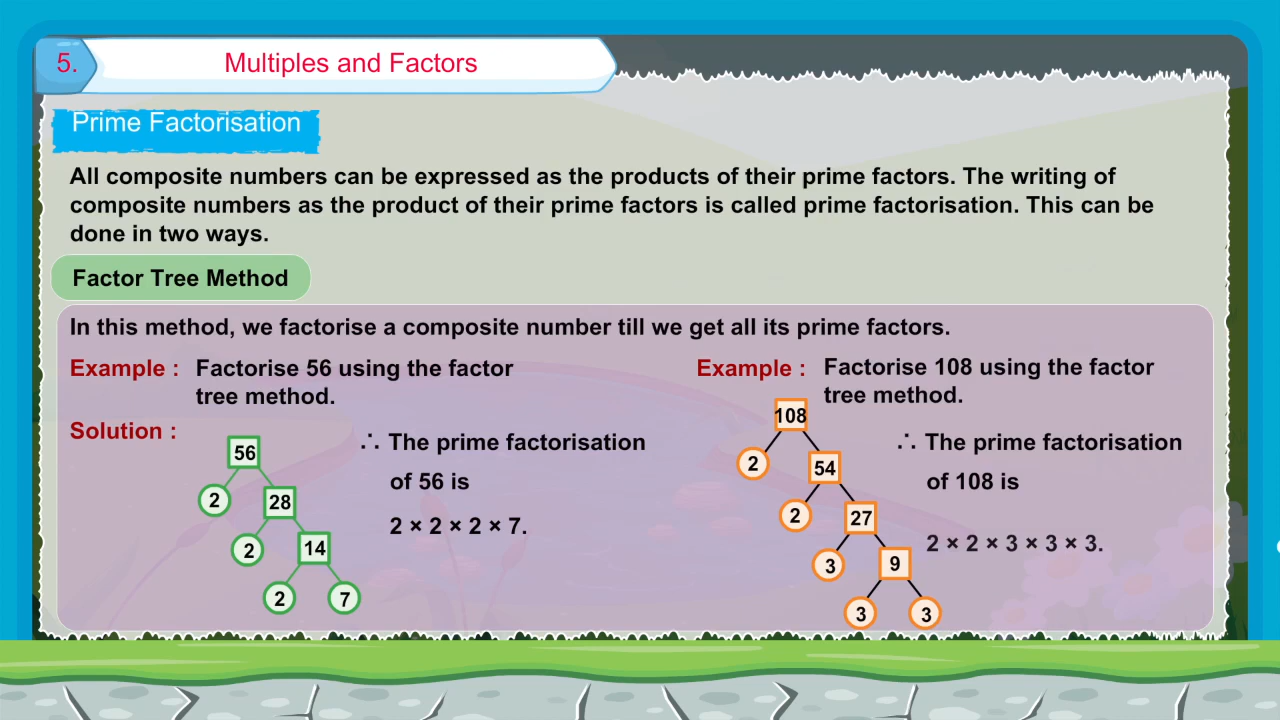 5.
Multiples and Factors
Prime Factorisation
All composite numbers can be expressed as the products of their prime factors. The writing of
composite numbers as the product of their prime factors is called prime factorisation. This can be
done in two ways.
Factor Tree Method
In this method, we factorise a composite number till we get all its prime factors.
Example : Factorise 56 using the factor
tree method.
Solution :
56
2 28
2 14
2 7
∴ The prime factorisation
of 56 is
2 × 2 × 2 × 7.
Example : Factorise 108 using the factor
tree method.
108
2 54
2 27
3 9
3 3
∴ The prime factorisation
of 108 is
2 × 2 × 3 × 3 × 3.